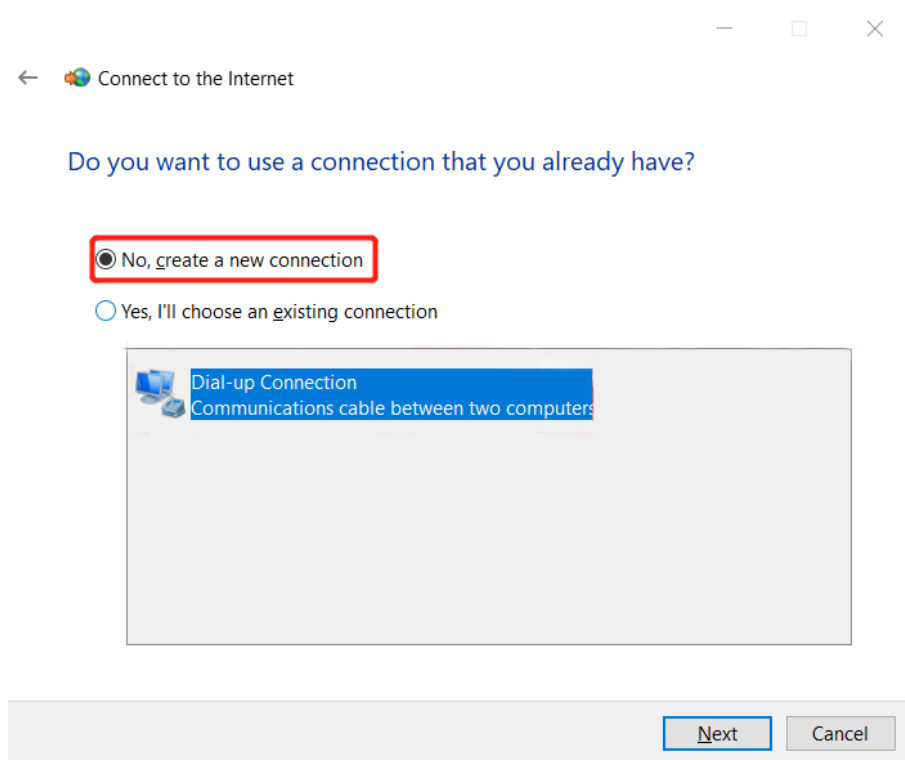 Connect to the Internet
Do you want to use a connection that you already have?
No, create a new connection
Yes, I'll choose an existing connection
Dial-up Connection
Communications cable between two computers
Next
Cancel